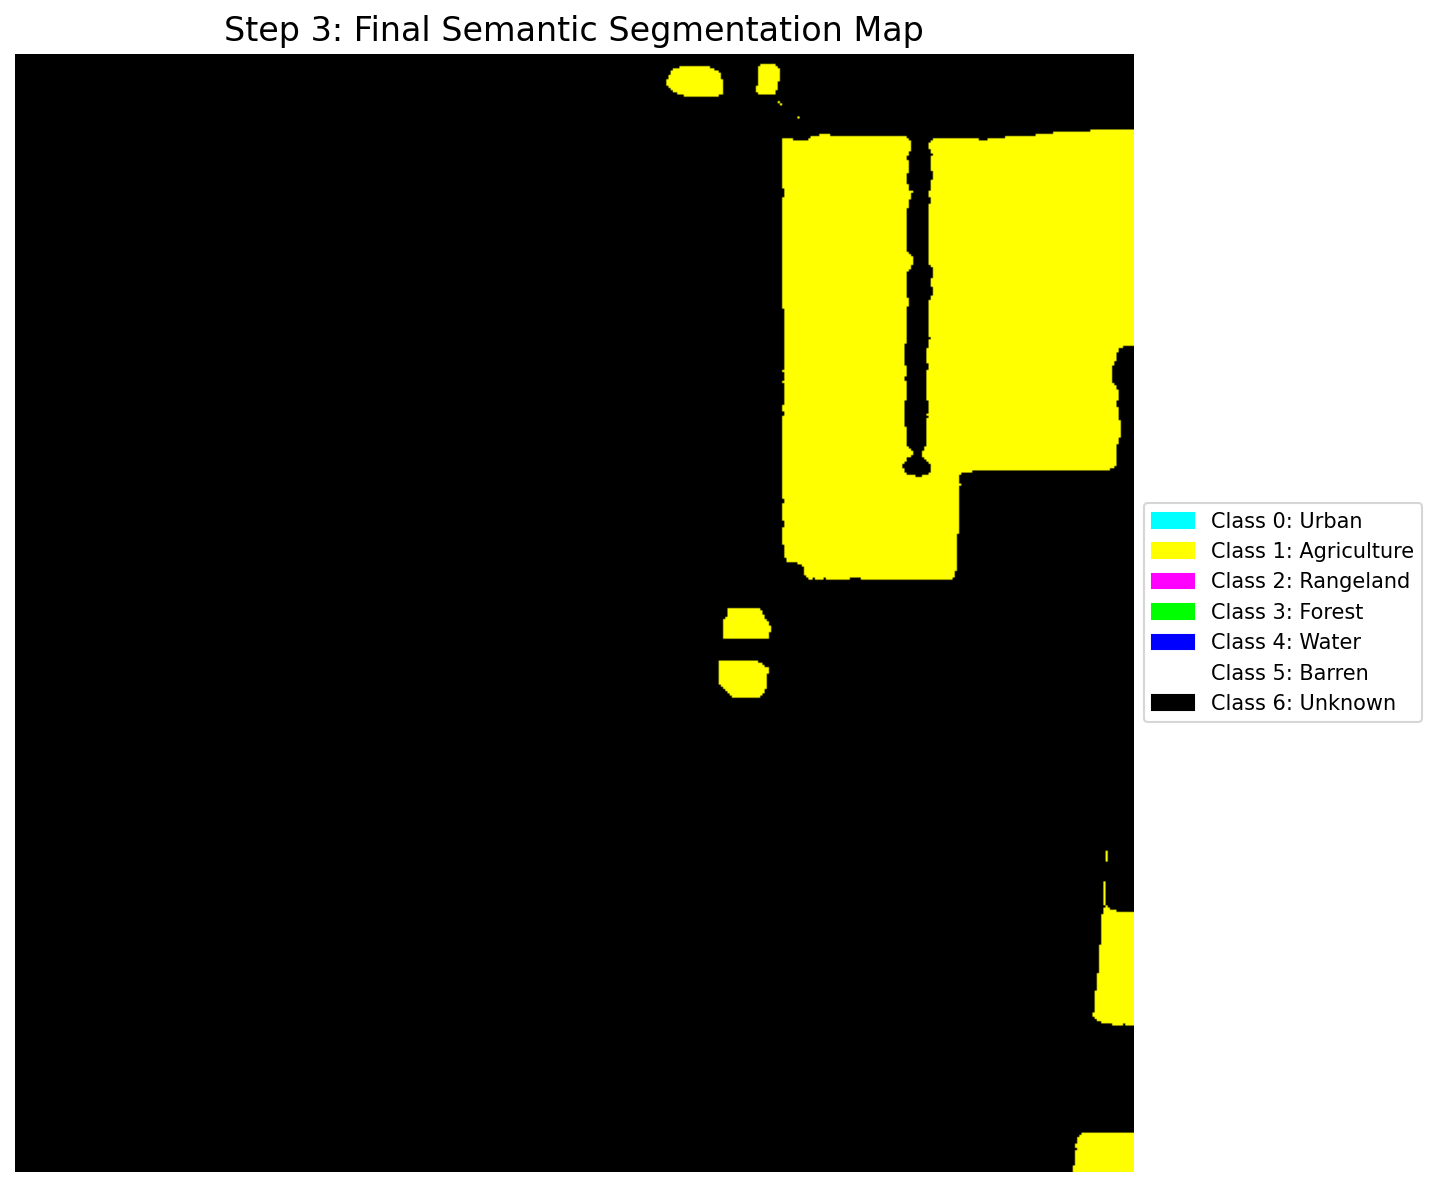 Step 3: Final Semantic Segmentation Map
Class 0: Urban
Class 1: Agriculture
Class 2: Rangeland
Class 3: Forest
Class 4: Water
Class 5: Barren
Class 6: Unknown